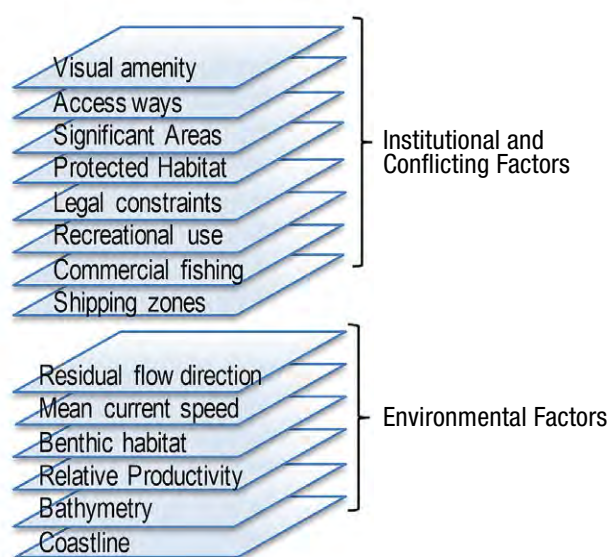 Visual amenity
Access ways
Significant Areas
Protected Habitat
Legal constraints
Recreational use
Commercial fishing
Shipping zones
Institutional and
Conflicting Factors
Residual flow direction
Mean current speed
Benthic habitat
Relative Productivity
Bathymetry
Coastline
Environmental Factors